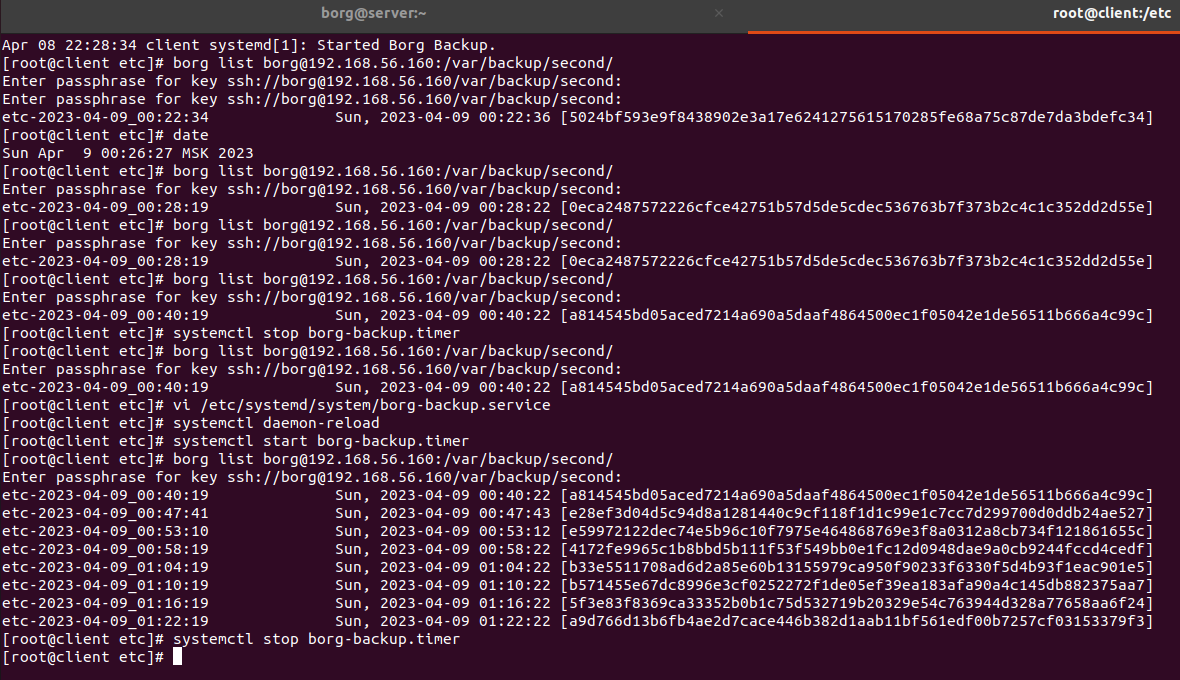 borg@server:~ × root@client:/etc
Apr 08 22:28:34 client systemd[1]: Started Borg Backup.
[root@client etc]# borg list borg@192.168.56.160:/var/backup/second/
Enter passphrase for key ssh://borg@192.168.56.160/var/backup/second:
Enter passphrase for key ssh://borg@192.168.56.160/var/backup/second:
etc-2023-04-09_00:22:34              Sun, 2023-04-09 00:22:36 [5024bf593e9f8438902e3a17e6241275615170285fe68a75c87de7da3bdefc34]
[root@client etc]# date
Sun Apr  9 00:26:27 MSK 2023
[root@client etc]# borg list borg@192.168.56.160:/var/backup/second/
Enter passphrase for key ssh://borg@192.168.56.160/var/backup/second:
etc-2023-04-09_00:28:19              Sun, 2023-04-09 00:28:22 [0eca2487572226cfce42751b57d5de5cdec536763b7f373b2c4c1c352dd2d55e]
[root@client etc]# borg list borg@192.168.56.160:/var/backup/second/
Enter passphrase for key ssh://borg@192.168.56.160/var/backup/second:
etc-2023-04-09_00:28:19              Sun, 2023-04-09 00:28:22 [0eca2487572226cfce42751b57d5de5cdec536763b7f373b2c4c1c352dd2d55e]
[root@client etc]# borg list borg@192.168.56.160:/var/backup/second/
Enter passphrase for key ssh://borg@192.168.56.160/var/backup/second:
etc-2023-04-09_00:40:19              Sun, 2023-04-09 00:40:22 [a814545bd05aced7214a690a5daaf4864500ec1f05042e1de56511b666a4c99c]
[root@client etc]# systemctl stop borg-backup.timer
[root@client etc]# borg list borg@192.168.56.160:/var/backup/second/
Enter passphrase for key ssh://borg@192.168.56.160/var/backup/second:
etc-2023-04-09_00:40:19              Sun, 2023-04-09 00:40:22 [a814545bd05aced7214a690a5daaf4864500ec1f05042e1de56511b666a4c99c]
[root@client etc]# vi /etc/systemd/system/borg-backup.service
[root@client etc]# systemctl daemon-reload
[root@client etc]# systemctl start borg-backup.timer
[root@client etc]# borg list borg@192.168.56.160:/var/backup/second/
Enter passphrase for key ssh://borg@192.168.56.160/var/backup/second:
etc-2023-04-09_00:40:19              Sun, 2023-04-09 00:40:22 [a814545bd05aced7214a690a5daaf4864500ec1f05042e1de56511b666a4c99c]
etc-2023-04-09_00:47:41              Sun, 2023-04-09 00:47:43 [e28ef3d04d5c94d8a1281440c9cf118f1d1c99e1c7cc7d299700d0ddb24ae527]
etc-2023-04-09_00:53:10              Sun, 2023-04-09 00:53:12 [e59972122dec74e5b96c10f7975e464868769e3f8a0312a8cb734f121861655c]
etc-2023-04-09_00:58:19              Sun, 2023-04-09 00:58:22 [4172fe9965c1b8bbd5b111f53f549bb0e1fc12d0948dae9a0cb9244fccd4cedf]
etc-2023-04-09_01:04:19              Sun, 2023-04-09 01:04:22 [b33e5511708ad6d2a85e60b13155979ca950f90233f6330f5d4b93f1eac901e5]
etc-2023-04-09_01:10:19              Sun, 2023-04-09 01:10:22 [b571455e67dc8996e3cf0252272f1de05ef39ea183afa90a4c145db882375aa7]
etc-2023-04-09_01:16:19              Sun, 2023-04-09 01:16:22 [5f3e83f8369ca33352b0b1c75d532719b20329e54c763944d328a77658aa6f24]
etc-2023-04-09_01:22:19              Sun, 2023-04-09 01:22:22 [a9d766d13b6fb4ae2d7cace446b382d1aab11bf561edf00b7257cf03153379f3]
[root@client etc]# systemctl stop borg-backup.timer
[root@client etc]#